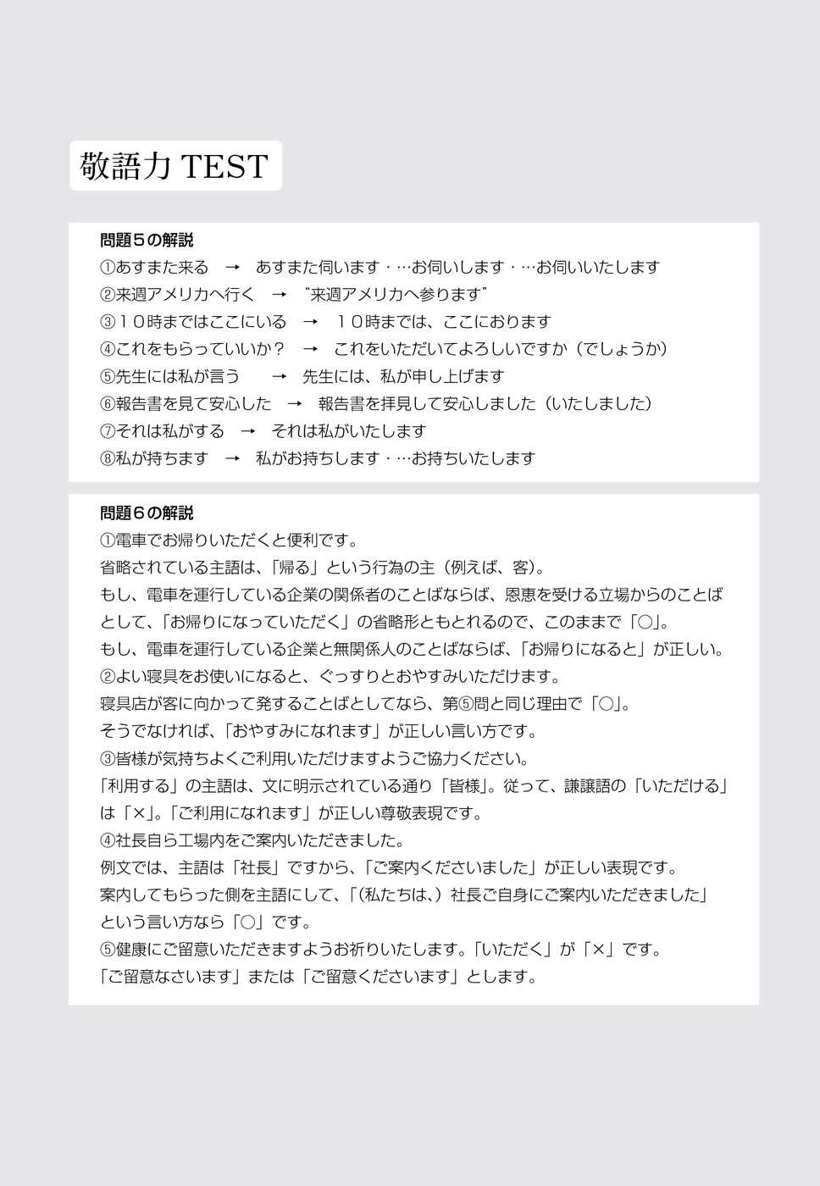 敬語力 TEST
問題5の解説
①あすまた来る　→　あすまた伺います・…お伺いします・…お伺いいたします
②来週アメリカへ行く　→　"来週アメリカへ参ります"
③１０時まではここにいる　→　１０時までは、ここにおります
④これをもらっていいか？　→　これをいただいてよろしいですか（でしょうか）
⑤先生には私が言う　　→　先生には、私が申し上げます
⑥報告書を見て安心した　→　報告書を拝見して安心しました（いたしました）
⑦それは私がする　→　それは私がいたします
⑧私が持ちます　→　私がお持ちします・…お持ちいたします
問題6の解説
①電車でお帰りいただくと便利です。
省略されている主語は、「帰る」という行為の主（例えば、客）。
もし、電車を運行している企業の関係者のことばならば、恩恵を受ける立場からのことば
として、「お帰りになっていただく」の省略形ともとれるので、このままで「○」。
もし、電車を運行している企業と無関係人のことばならば、「お帰りになると」が正しい。
②よい寝具をお使いになると、ぐっすりとおやすみいただけます。
寝具店が客に向かって発することばとしてなら、第⑤問と同じ理由で「○」。
そうでなければ、「おやすみになれます」が正しい言い方です。
③皆様が気持ちよくご利用いただけますようご協力ください。
「利用する」の主語は、文に明示されている通り「皆様」。従って、謙譲語の「いただける」
は「×」。「ご利用になれます」が正しい尊敬表現です。
④社長自ら工場内をご案内いただきました。
例文では、主語は「社長」ですから、「ご案内くださいました」が正しい表現です。
案内してもらった側を主語にして、「（私たちは、）社長ご自身にご案内いただきました」
という言い方なら「○」です。
⑤健康にご留意いただきますようお祈りいたします。「いただく」が「×」です。
「ご留意なさいます」または「ご留意くださいます」とします。